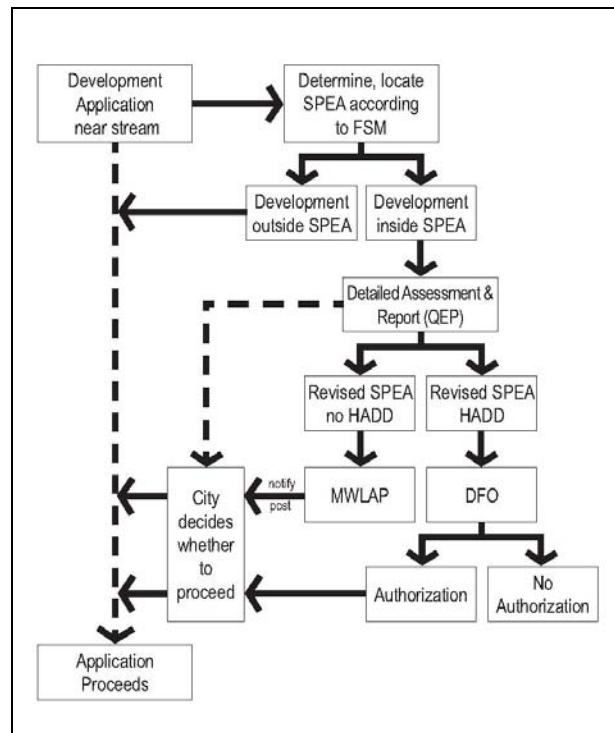 Development
Application
near stream
Determine, locate
SPEA according
to FSM
Development
outside SPEA
Development
inside SPEA
Detailed Assessment &
Report (QEP)
Revised SPEA
no HADD
Revised SPEA
HADD
City
decides
whether
to
proceed
notify
post
MWLAP
DFO
Authorization
No
Authorization
Application
Proceeds